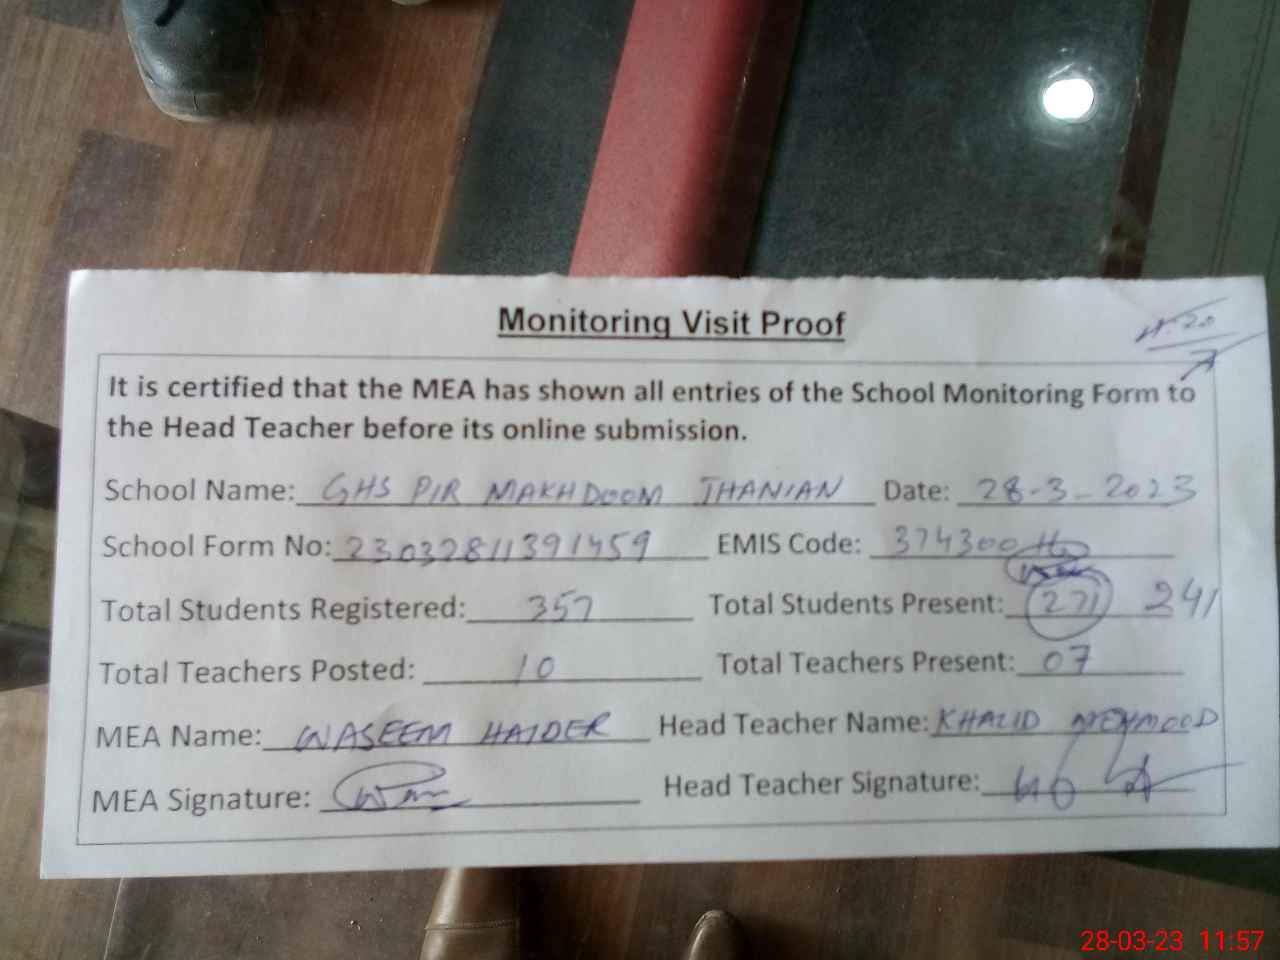 Monitoring Visit Proof
It is certified that the MEA has shown all entries of the School Monitoring Form to
the Head Teacher before its online submission.
School Name: GHS PIR MAKHDOOM JHANIAN Date: 28-3-2023
School Form No: 23032811391459 EMIS Code: 374300
Total Students Registered: 357 Total Students Present: 271 241
Total Teachers Posted: 10 Total Teachers Present: 07
MEA Name: WASEEM HAIDER Head Teacher Name: KHALID MEHMOOD
MEA Signature: Head Teacher Signature:
28-03-23 11:57